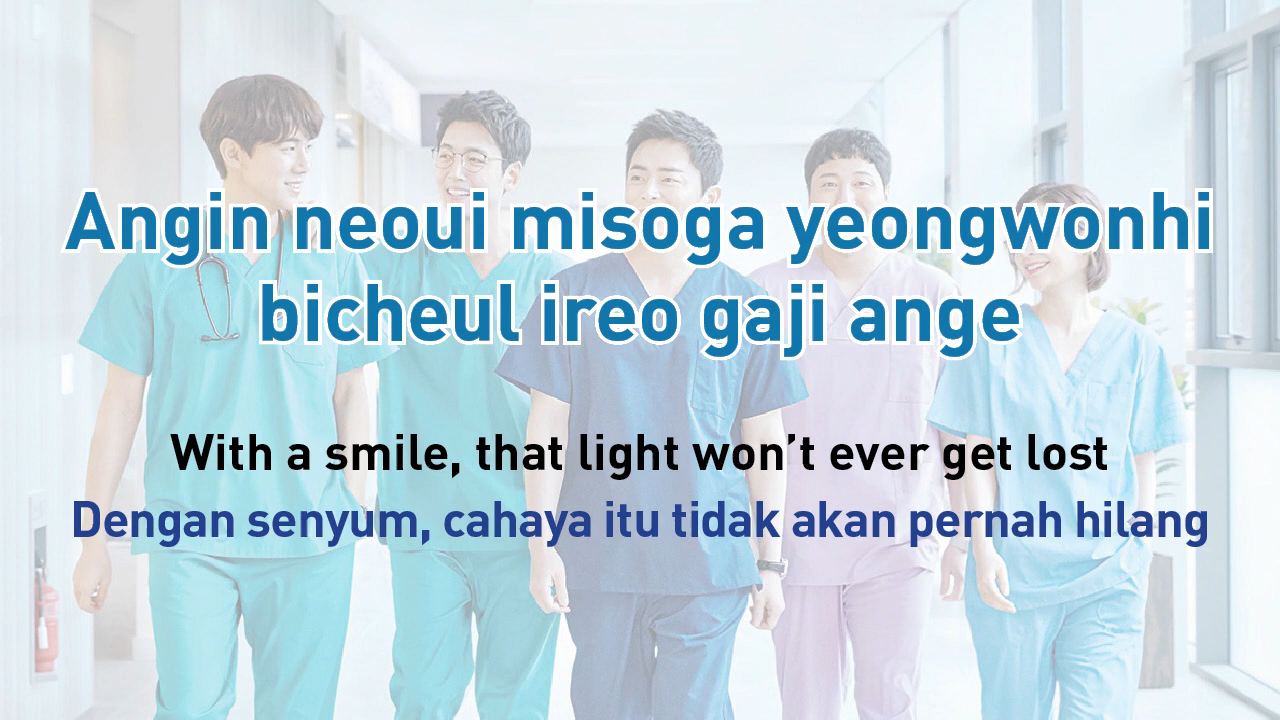 Angin neoui misoga yeongwonhi
bicheul ireo gaji ange
With a smile, that light won’t ever get lost
Dengan senyum, cahaya itu tidak akan pernah hilang